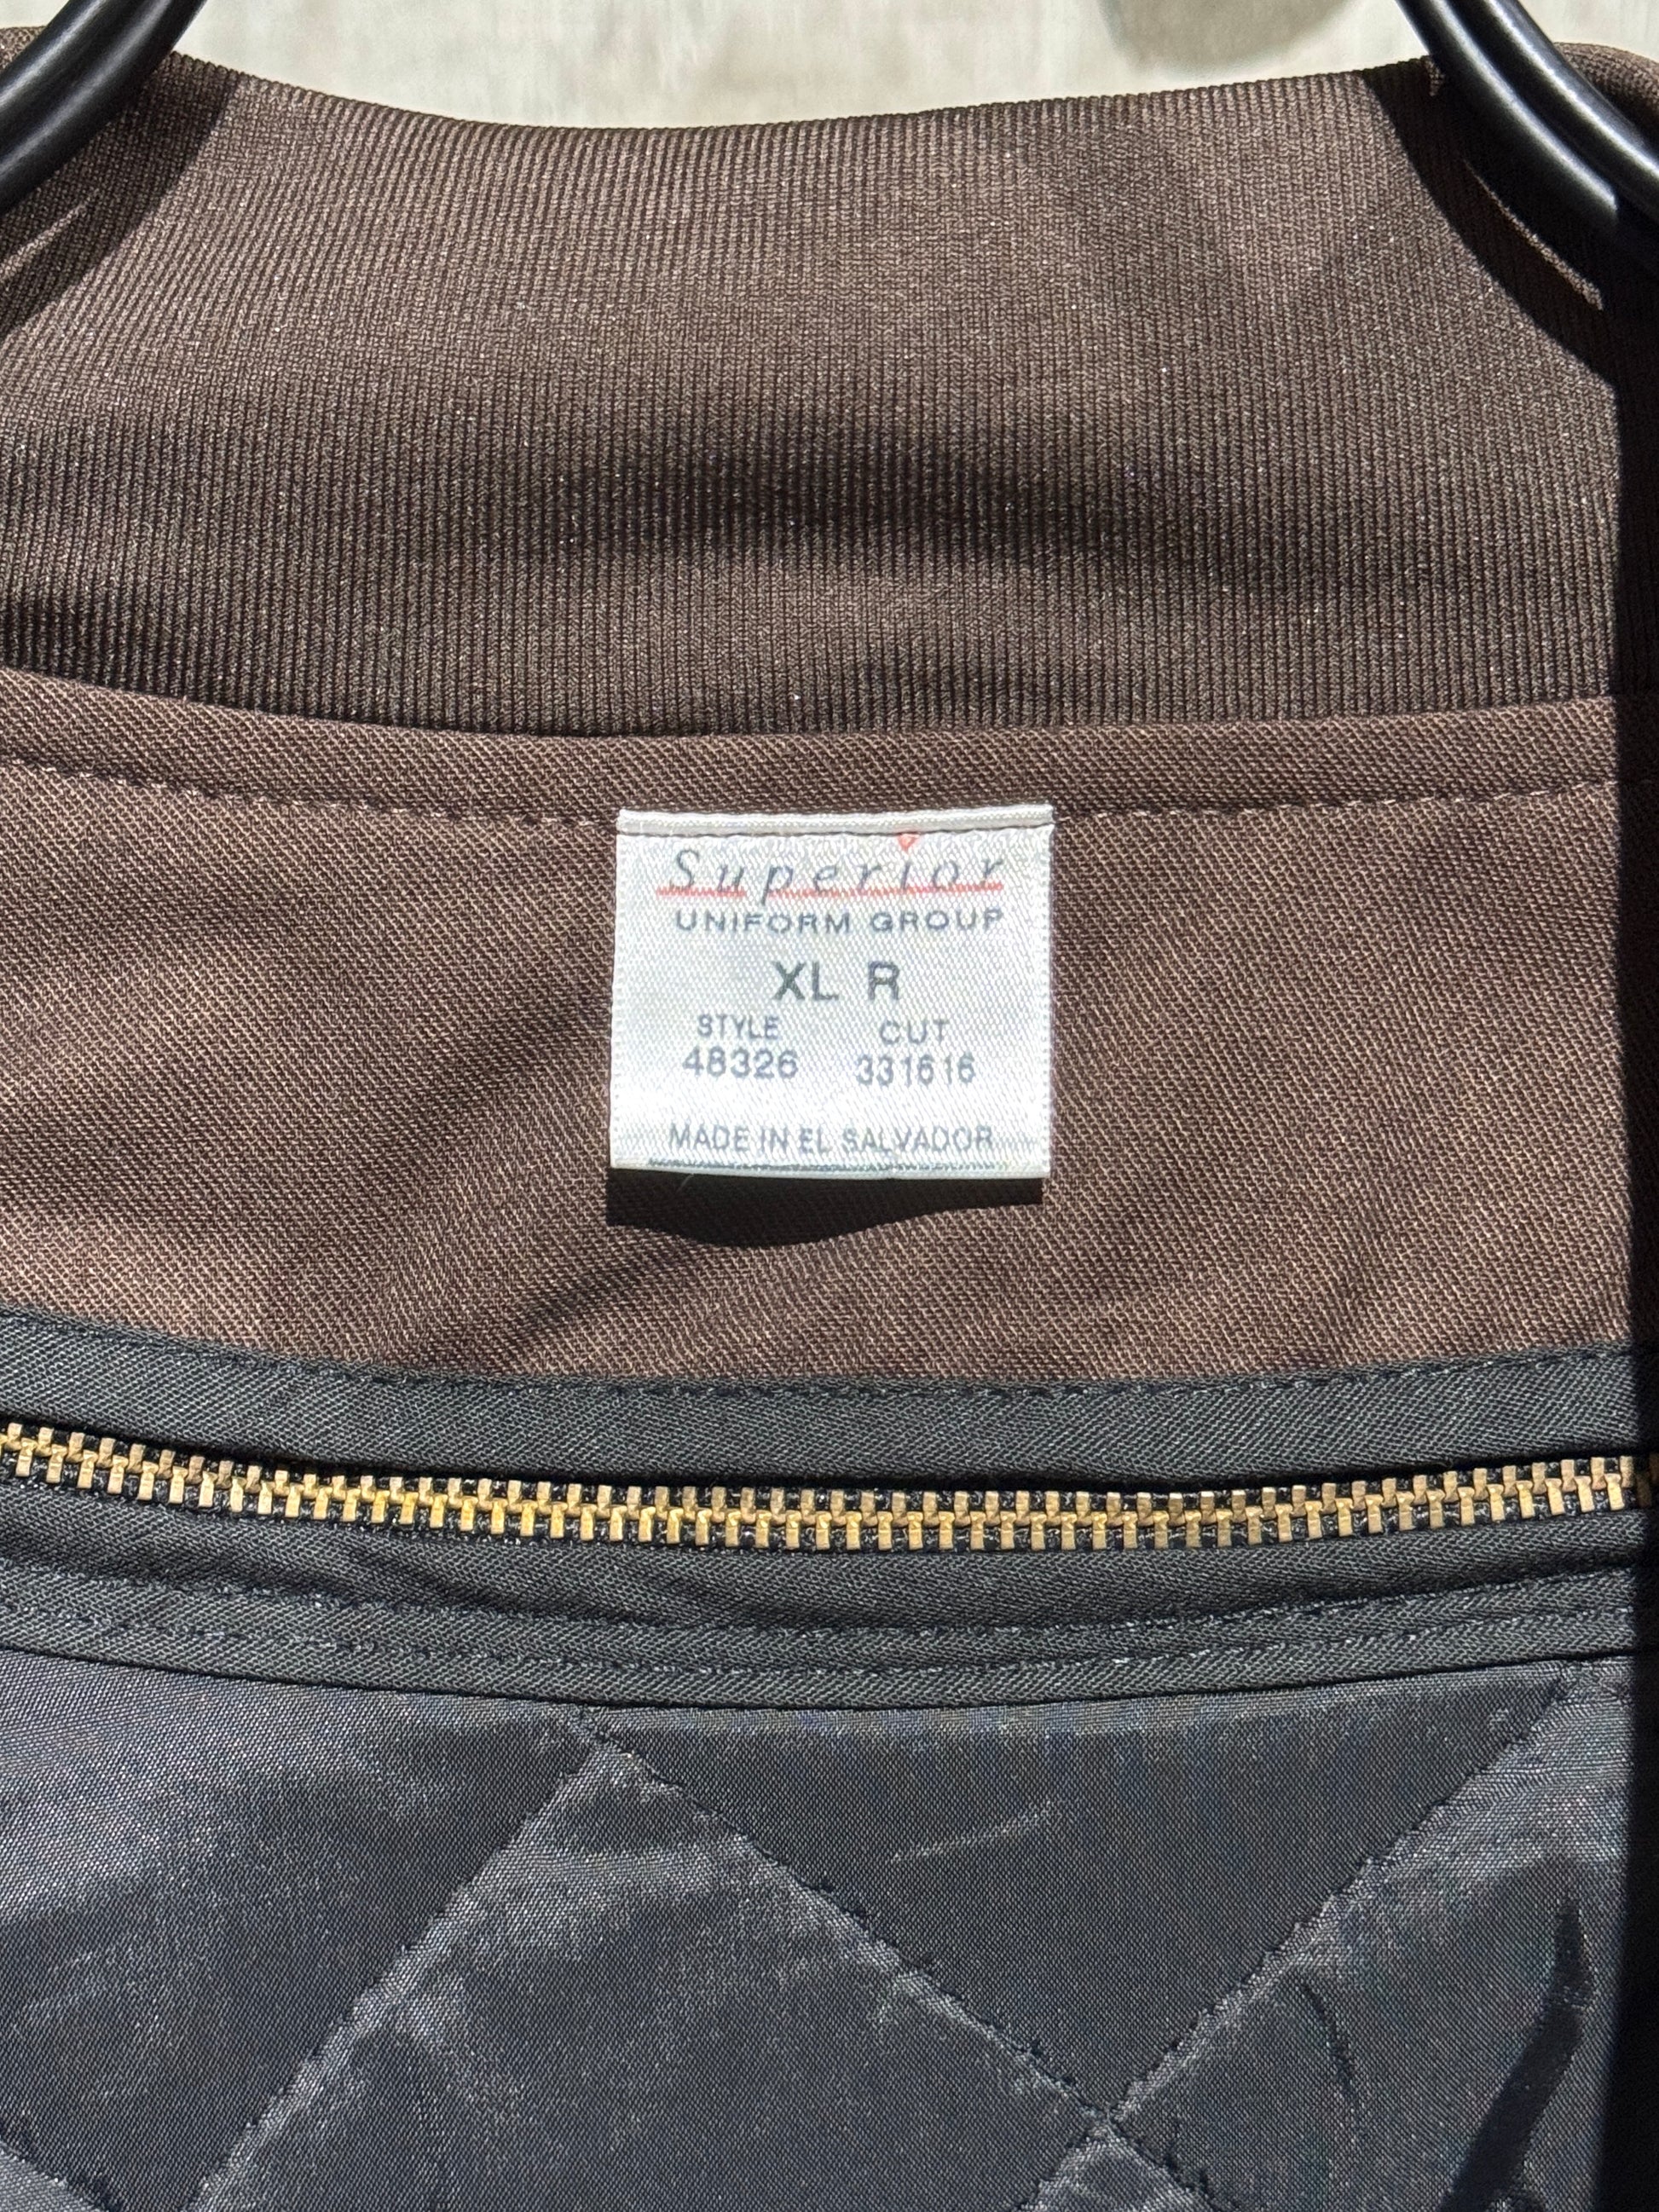 Superior
UNIFORM GROUP
XL R
STYLE CUT
48326 331616
MADE IN EL SALVADOR